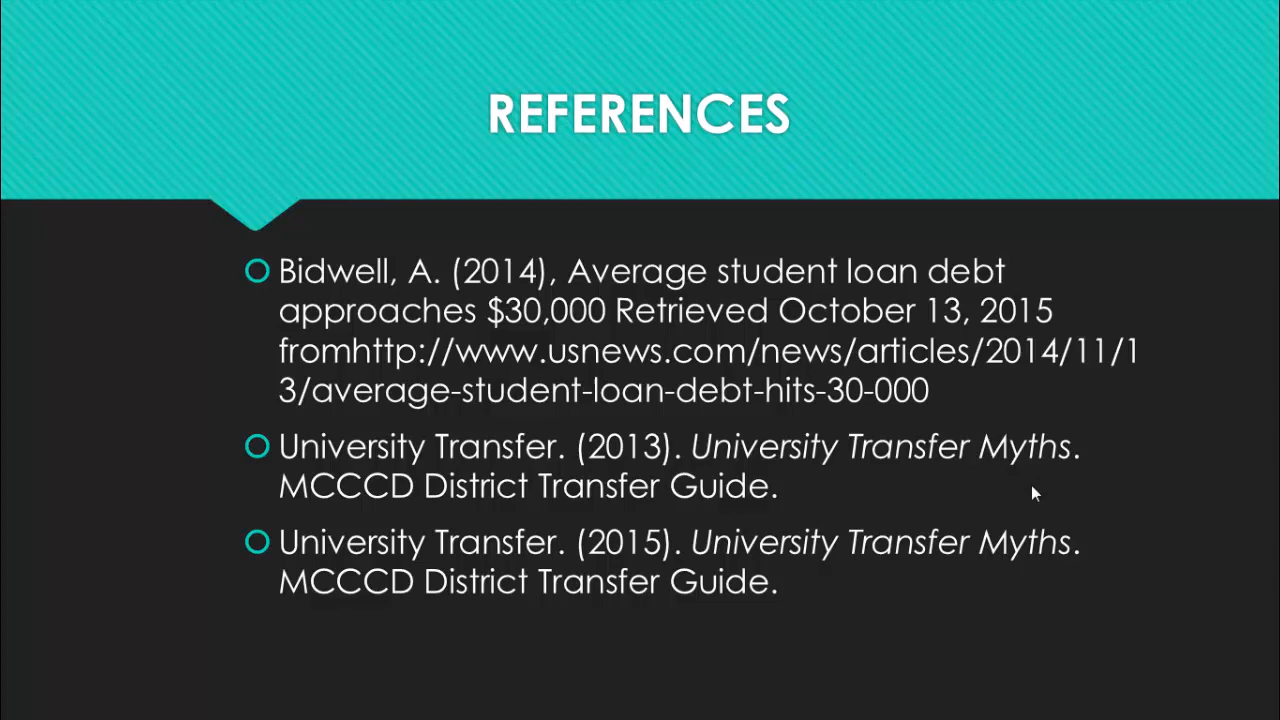 REFERENCES
Bidwell, A. (2014), Average student loan debt
approaches $30,000 Retrieved October 13, 2015
fromhttp://www.usnews.com/news/articles/2014/11/1
3/average-student-loan-debt-hits-30-000
University Transfer. (2013). University Transfer Myths.
MCCCD District Transfer Guide.
University Transfer. (2015). University Transfer Myths.
MCCCD District Transfer Guide.